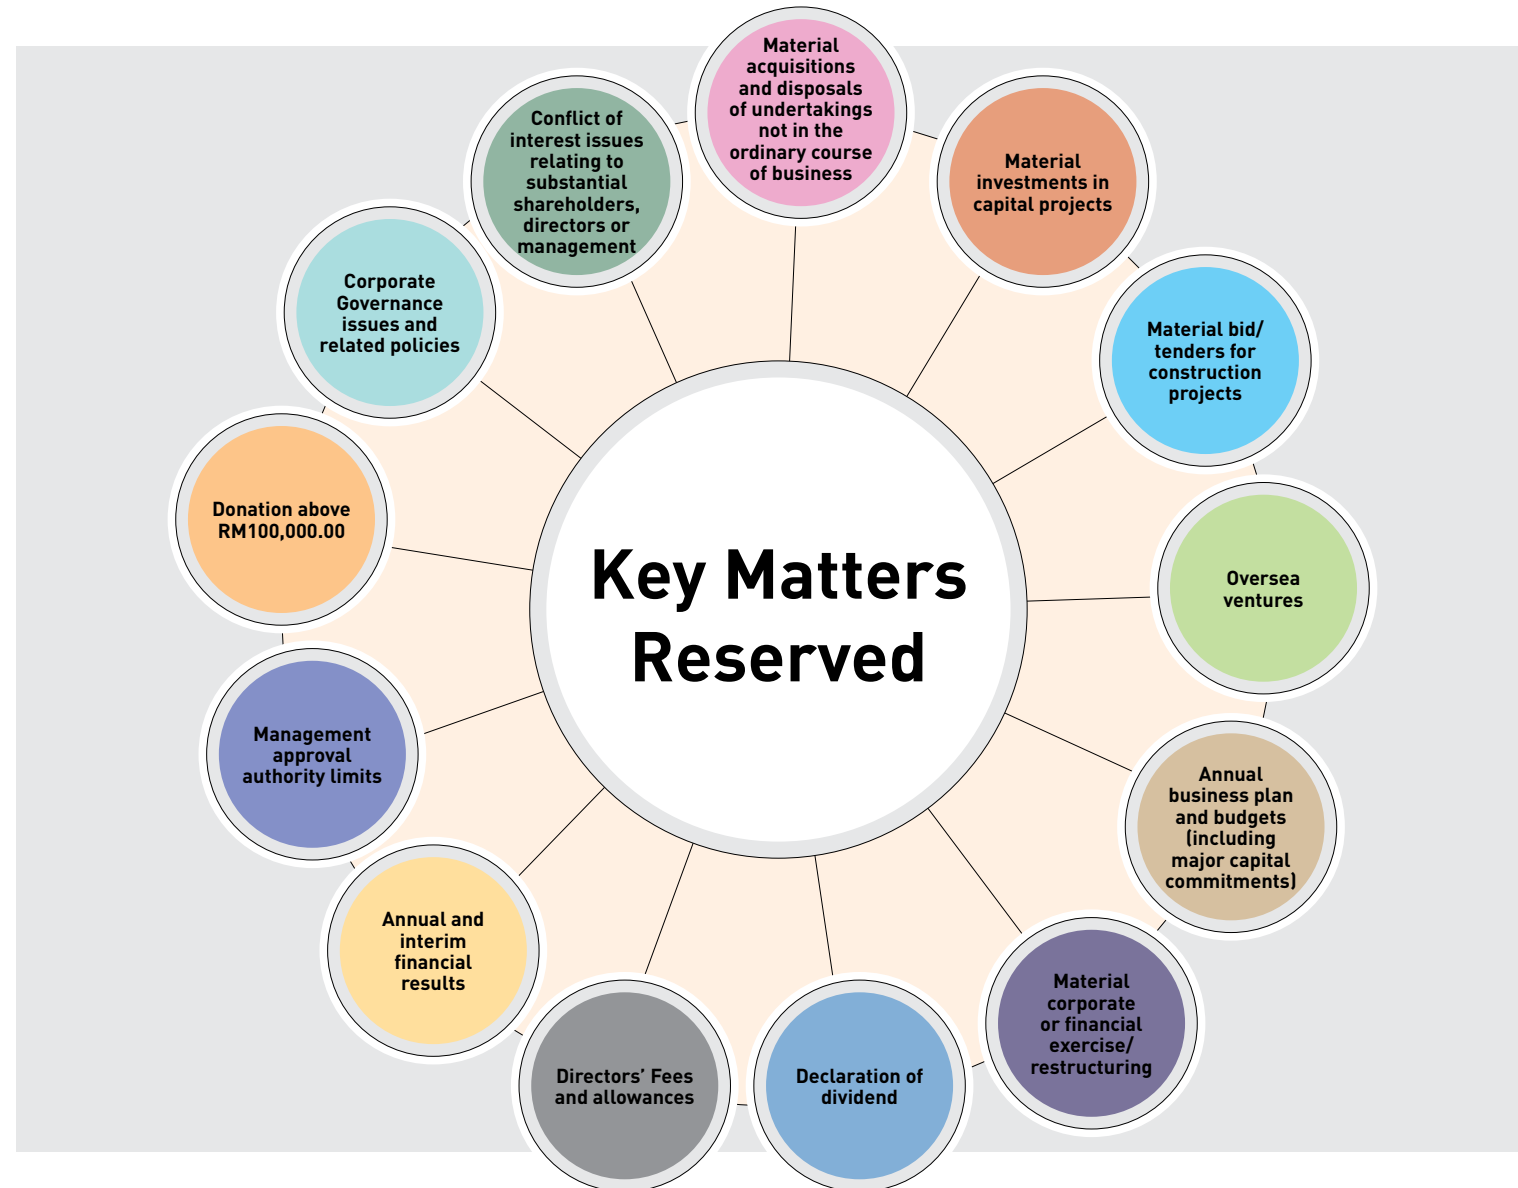 Material
acquisitions
and disposals
of undertakings
not in the
ordinary course
of business
Material
investments in
capital projects
Material bid/
tenders for
construction
projects
Oversea
ventures
Annual
business plan
and budgets
(including
major capital
commitments)
Material
corporate
or financial
exercise/
restructuring
Declaration of
dividend
Directors’ Fees
and allowances
Annual and
interim
financial
results
Management
approval
authority limits
Donation above
RM100,000.00
Corporate
Governance
issues and
related policies
Conflict of
interest issues
relating to
substantial
shareholders,
directors or
management
Key Matters
Reserved